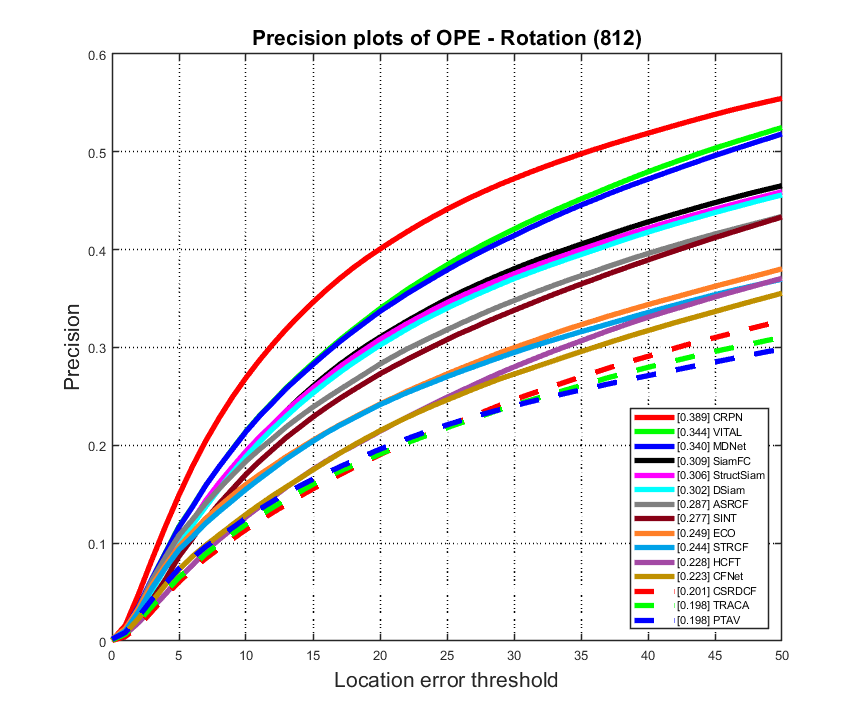 Precision plots of OPE - Rotation (812)
0.6
0.5
0.4
0.3
0.2
0.1
0
Precision
[0.389] CRPN
[0.344] VITAL
[0.340] MDNet
[0.309] SiamFC
[0.306] StructSiam
[0.302] DSiam
[0.287] ASRCF
[0.277] SINT
[0.249] ECO
[0.244] STRCF
[0.228] HCFT
[0.223] CFNet
[0.201] CSRDCF
[0.198] TRACA
[0.198] PTAV
0 5 10 15 20 25 30 35 40 45 50
Location error threshold